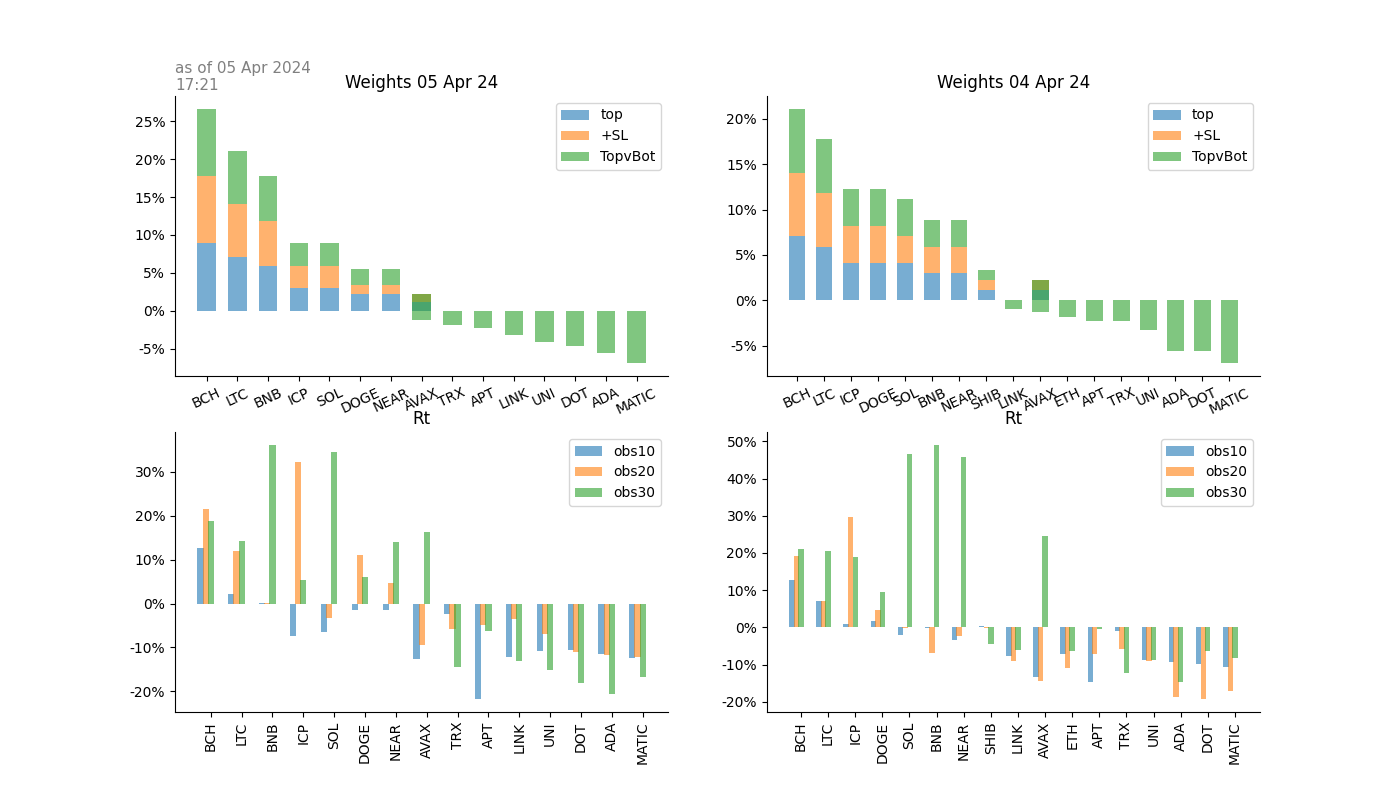 as of 05 Apr 2024
17:21
Weights 05 Apr 24
25%
20%
15%
10%
5%
0%
-5%
top
+SL
TopvBot
BCH LTC BNB ICP SOL DOGE NEAR AVAX TRX APT LINK UNI DOT ADA MATIC
Weights 04 Apr 24
20%
15%
10%
5%
0%
-5%
top
+SL
TopvBot
BCH LTC ICP DOGE SOL BNB NEAR SHIB LINK AVAX ETH APT TRX UNI ADA DOT MATIC
Rt
30%
20%
10%
0%
-10%
-20%
obs10
obs20
obs30
BCH LTC BNB ICP SOL DOGE NEAR AVAX TRX APT LINK UNI DOT ADA MATIC
Rt
50%
40%
30%
20%
10%
0%
-10%
-20%
obs10
obs20
obs30
BCH LTC ICP DOGE SOL BNB NEAR SHIB LINK AVAX ETH APT TRX UNI ADA DOT MATIC